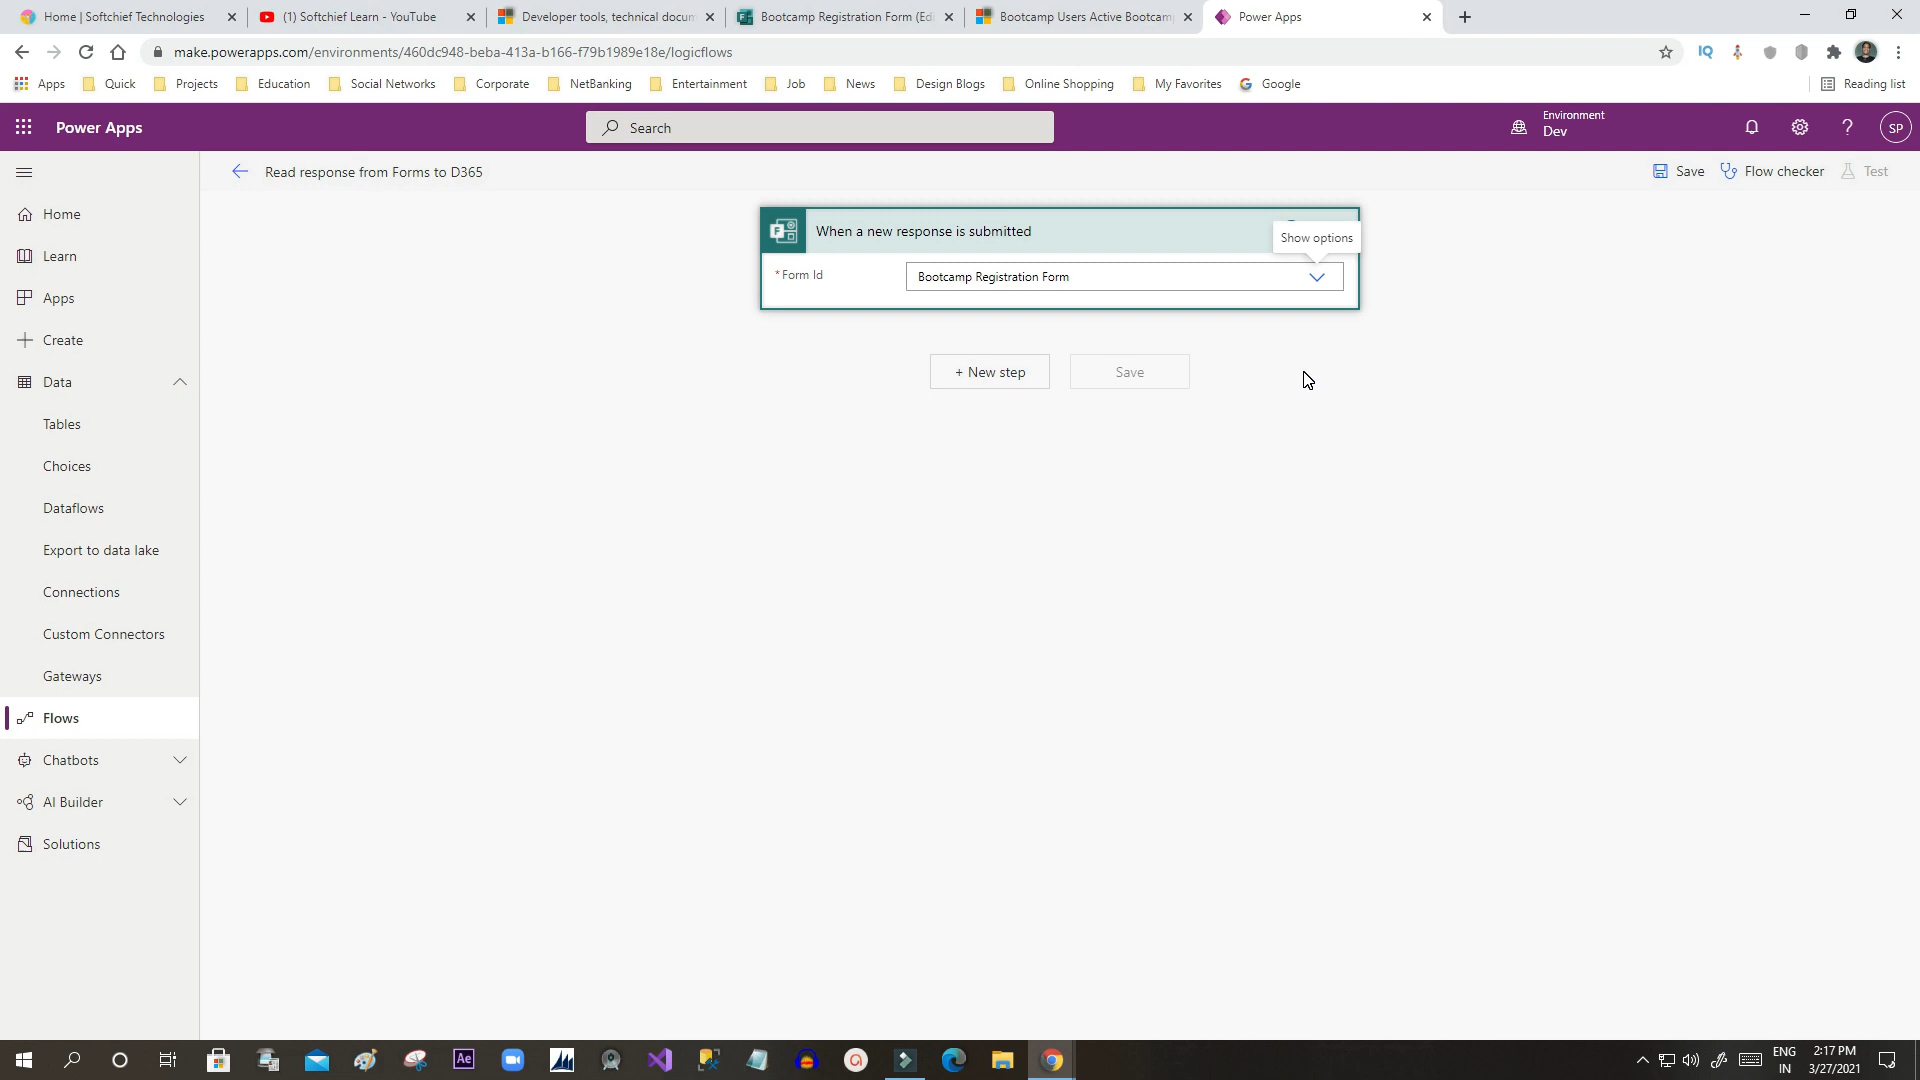 Home | Softchief Technologies
(1) Softchief Learn - YouTube
Developer tools, technical docum
Bootcamp Registration Form (Edi
Bootcamp Users Active Bootcam
Power Apps
make.powerapps.com/environments/460dc948-beba-413a-b166-f79b1989e18e/logicflows
IQ
Apps
Quick
Projects
Education
Social Networks
Corporate
NetBanking
Entertainment
Job
News
Design Blogs
Online Shopping
My Favorites
Google
Reading list
Power Apps
Search
Environment
Dev
SP
Read response from Forms to D365
Save
Flow checker
Test
Home
Learn
Apps
Create
Data
Tables
Choices
Dataflows
Export to data lake
Connections
Custom Connectors
Gateways
Flows
Chatbots
AI Builder
Solutions
When a new response is submitted
Show options
*Form Id
Bootcamp Registration Form
+ New step
Save
Ae
ENG
IN
2:17 PM
3/27/2021